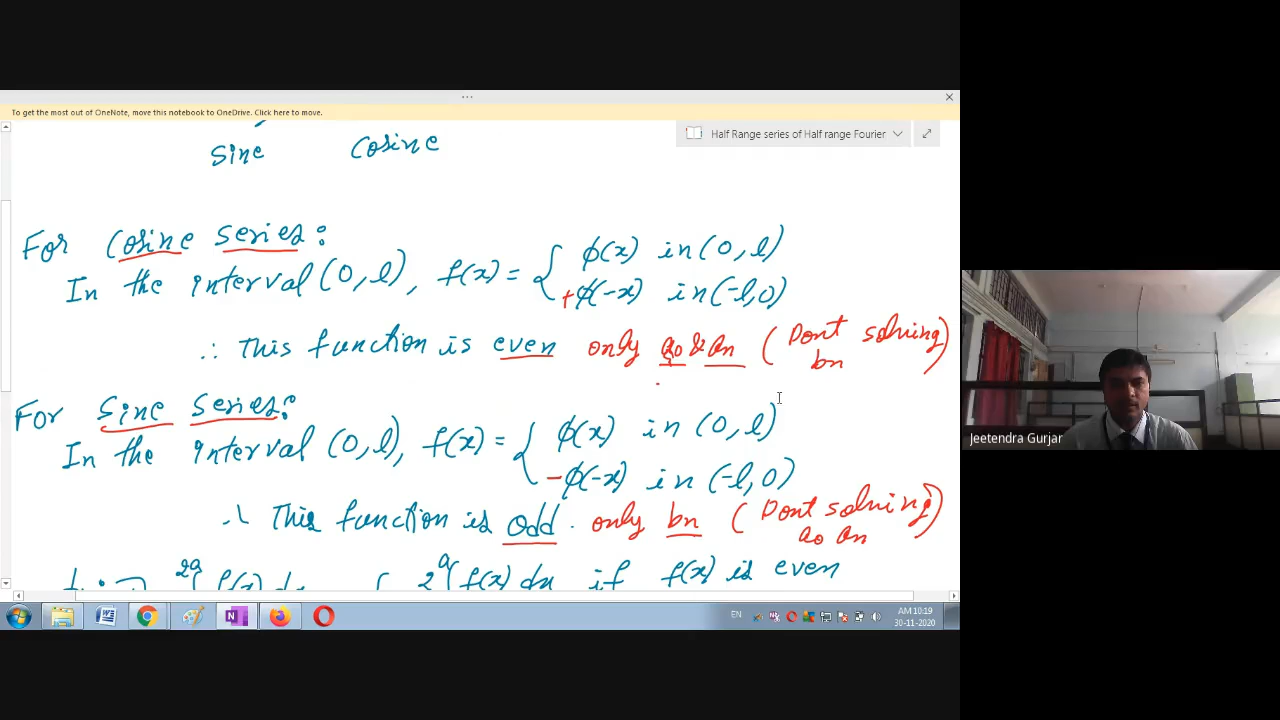 To get the most out of OneNote, move this notebook to OneDrive. Click here to move.
Half Range series of Half range Fourier
sine cosine
For Cosine series:
In the interval (0, l), f(x) = { φ(x) in (0, l)
+φ(-x) in (-l, 0)
∴ This function is even only a0 & an (Dont solving
bn)
For Sine series:
In the interval (0, l), f(x) = { φ(x) in (0, l)
-φ(-x) in (-l, 0)
∴ This function is odd. only bn (Dont solving)
a0 an
f(x) dx { 2 ∫ f(x) dx if f(x) is even
Jeetendra Gurjar
EN
AM 10:19
30-11-2020